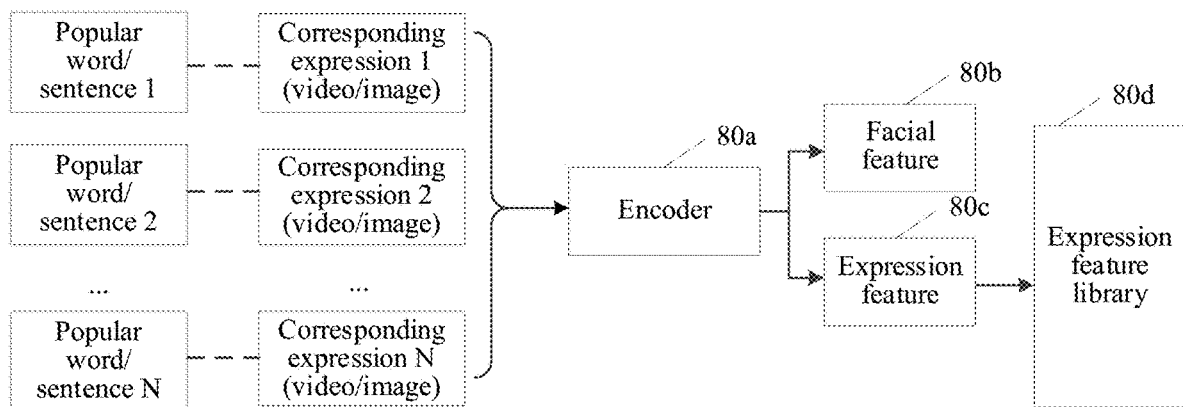 Popular
word/
sentence 1
Corresponding
expression 1
(video/image)
Popular
word/
sentence 2
Corresponding
expression 2
(video/image)
...
...
Popular
word/
sentence N
Corresponding
expression N
(video/image)
80a
Encoder
80b
Facial
feature
80c
Expression
feature
80d
Expression
feature
library